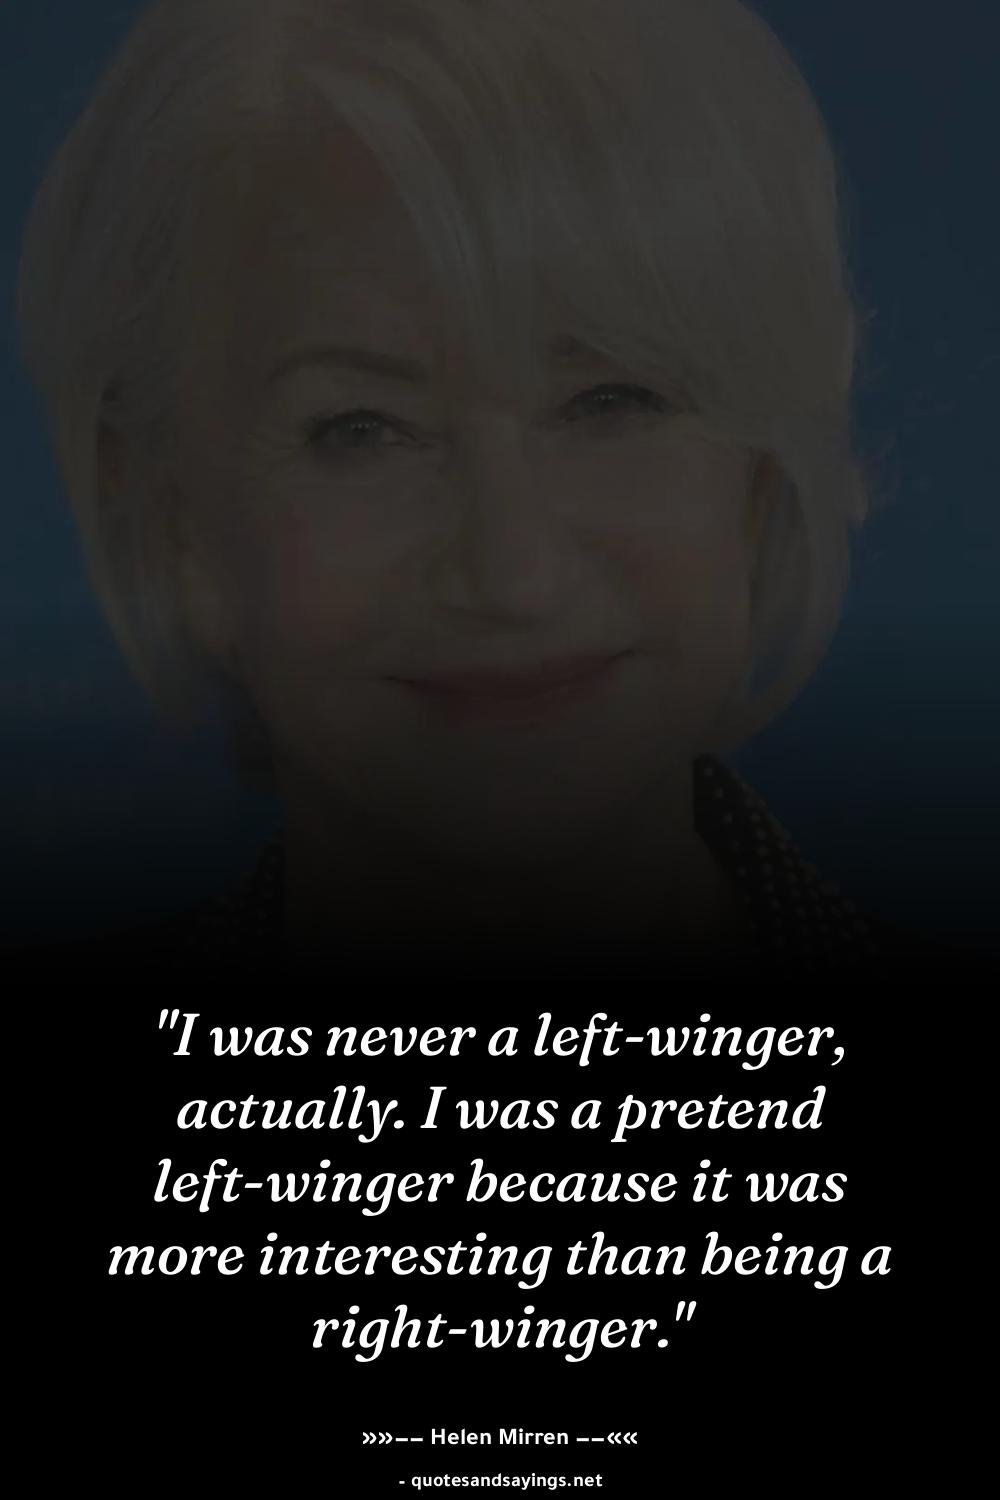 "I was never a left-winger,
actually. I was a pretend
left-winger because it was
more interesting than being a
right-winger."
»»−− Helen Mirren −−««
- quotesandsayings.net